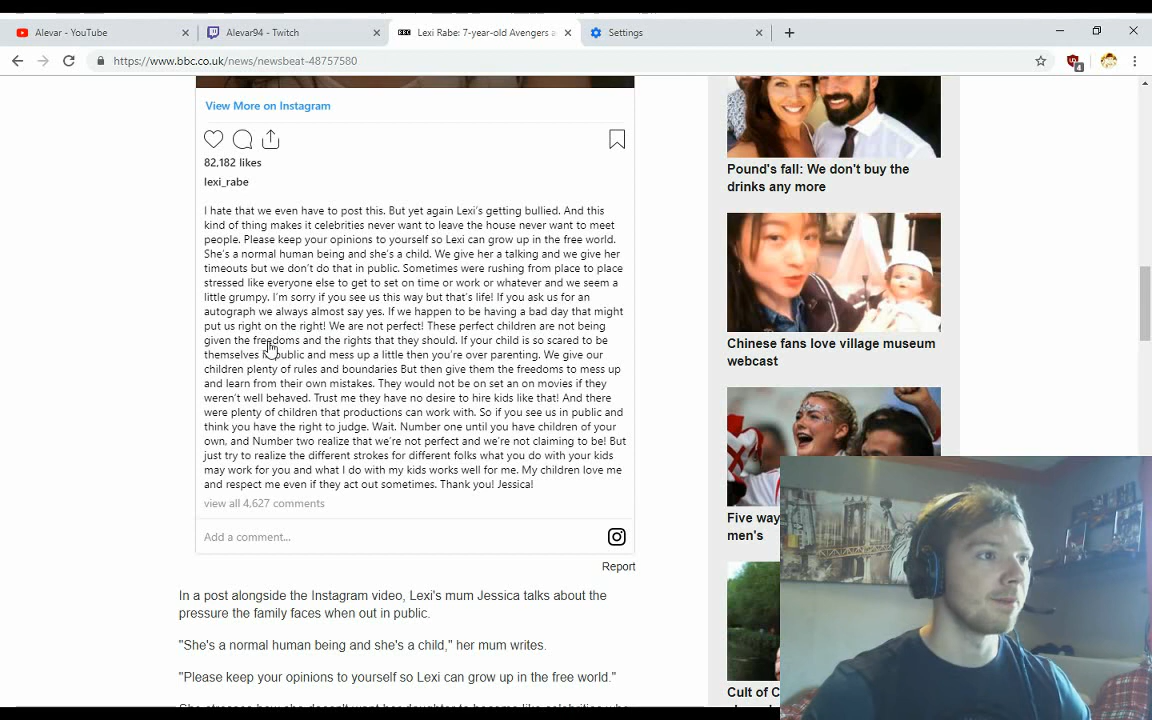 Alevar - YouTube
Alevar94 - Twitch
Lexi Rabe: 7-year-old Avengers
Settings
https://www.bbc.co.uk/news/newsbeat-48757580
4
View More on Instagram
82,182 likes
lexi_rabe
I hate that we even have to post this. But yet again Lexi's getting bullied. And this
kind of thing makes it celebrities never want to leave the house never want to meet
people. Please keep your opinions to yourself so Lexi can grow up in the free world.
She's a normal human being and she's a child. We give her a talking and we give her
timeouts but we don't do that in public. Sometimes were rushing from place to place
stressed like everyone else to get to set on time or work or whatever and we seem a
little grumpy. I'm sorry if you see us this way but that's life! If you ask us for an
autograph we always almost say yes. If we happen to be having a bad day that might
put us right on the right! We are not perfect! These perfect children are not being
given the freedoms and the rights that they should. If your child is so scared to be
themselves public and mess up a little then you're over parenting. We give our
children plenty of rules and boundaries But then give them the freedoms to mess up
and learn from their own mistakes. They would not be on set an on movies if they
weren't well behaved. Trust me they have no desire to hire kids like that! And there
were plenty of children that productions can work with. So if you see us in public and
think you have the right to judge. Wait. Number one until you have children of your
own, and Number two realize that we're not perfect and we're not claiming to be! But
just try to realize the different strokes for different folks what you do with your kids
may work for you and what I do with my kids works well for me. My children love me
and respect me even if they act out sometimes. Thank you! Jessica!
view all 4,627 comments
Add a comment...
Report
In a post alongside the Instagram video, Lexi's mum Jessica talks about the
pressure the family faces when out in public.
"She's a normal human being and she's a child," her mum writes.
"Please keep your opinions to yourself so Lexi can grow up in the free world."
Pound's fall: We don't buy the
drinks any more
Chinese fans love village museum
webcast
Five
men's
Cult of